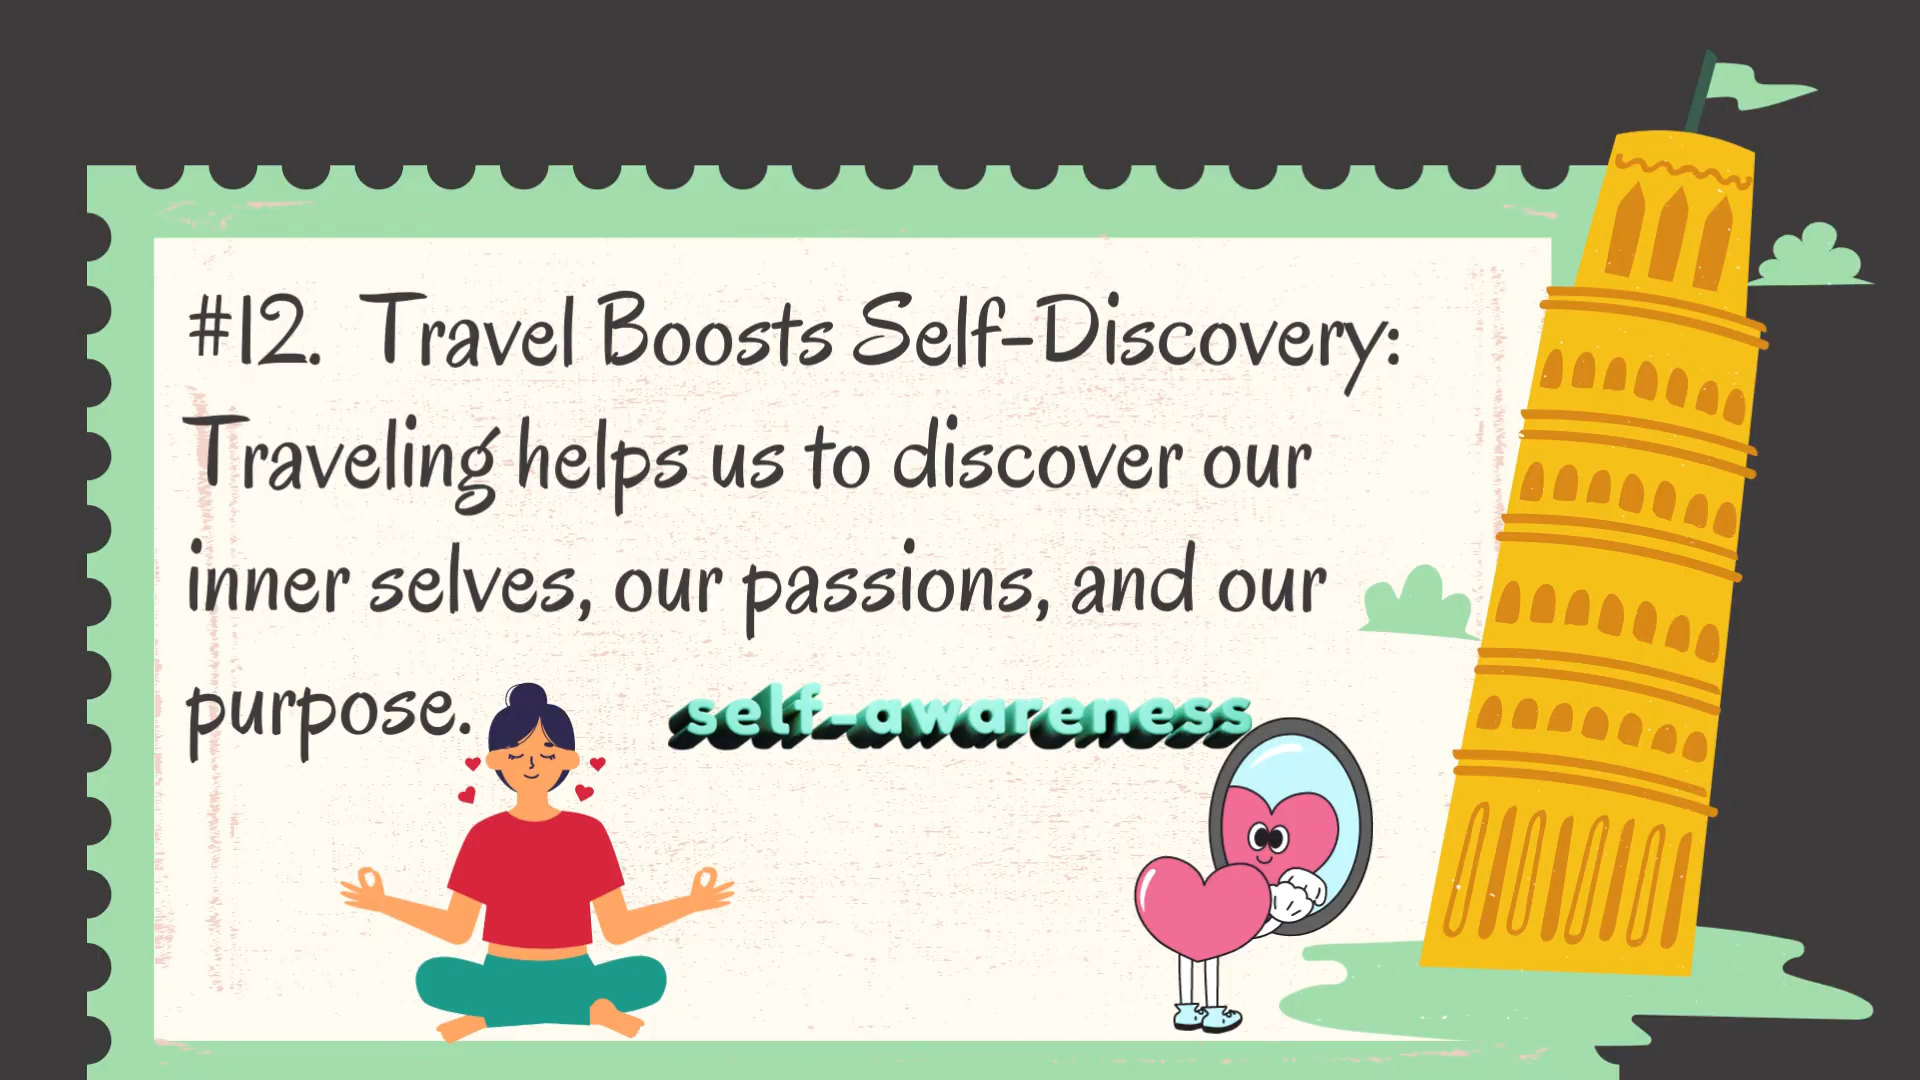 #12. Travel Boosts Self-Discovery:
Traveling helps us to discover our
inner selves, our passions, and our
purpose.
self-awareness